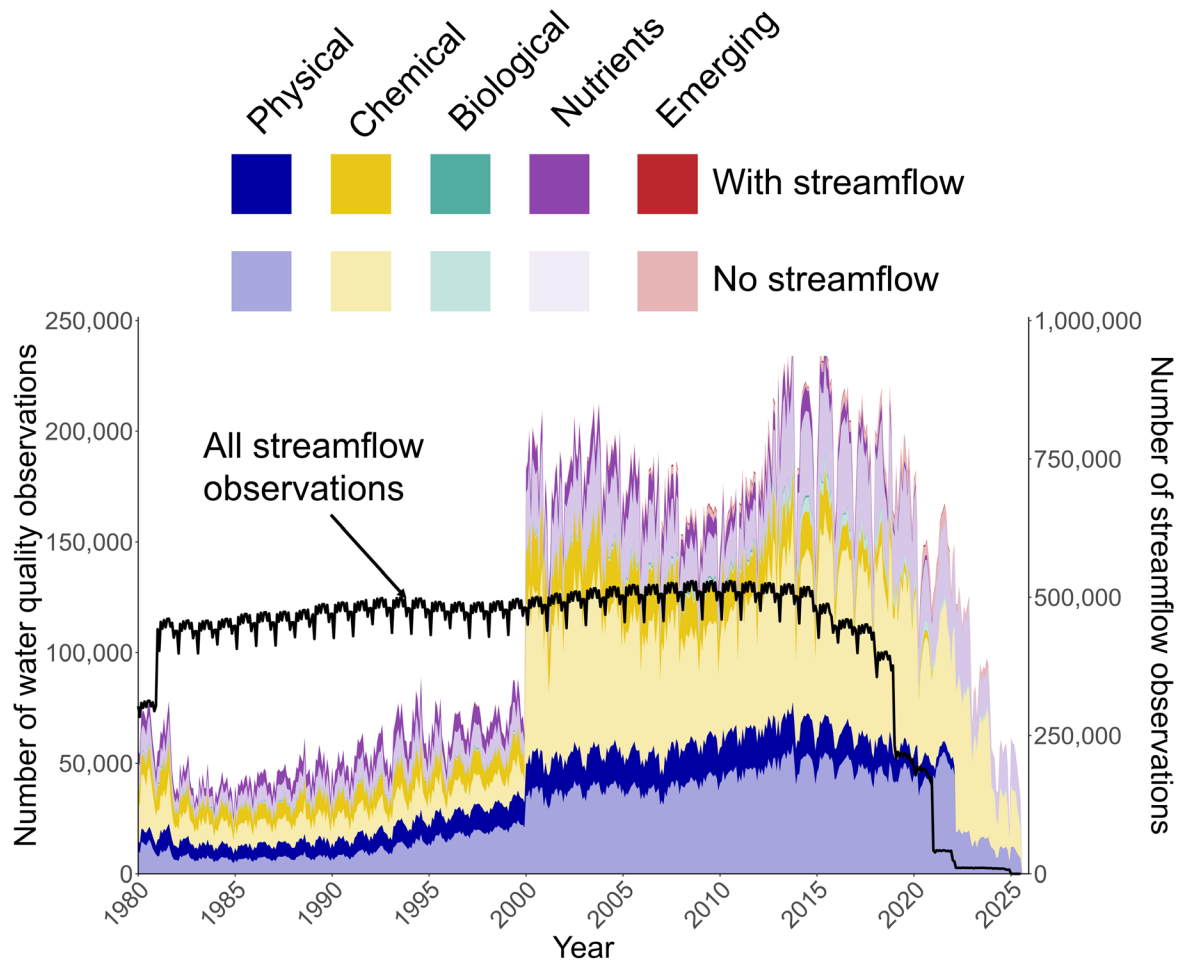 Physical
Chemical
Biological
Nutrients
Emerging
With streamflow
No streamflow
Number of water quality observations
250,000
200,000
150,000
100,000
50,000
0
All streamflow
observations
1,000,000
750,000
500,000
250,000
0
Number of streamflow observations
1980
1985
1990
1995
2000
2005
2010
2015
2020
2025
Year